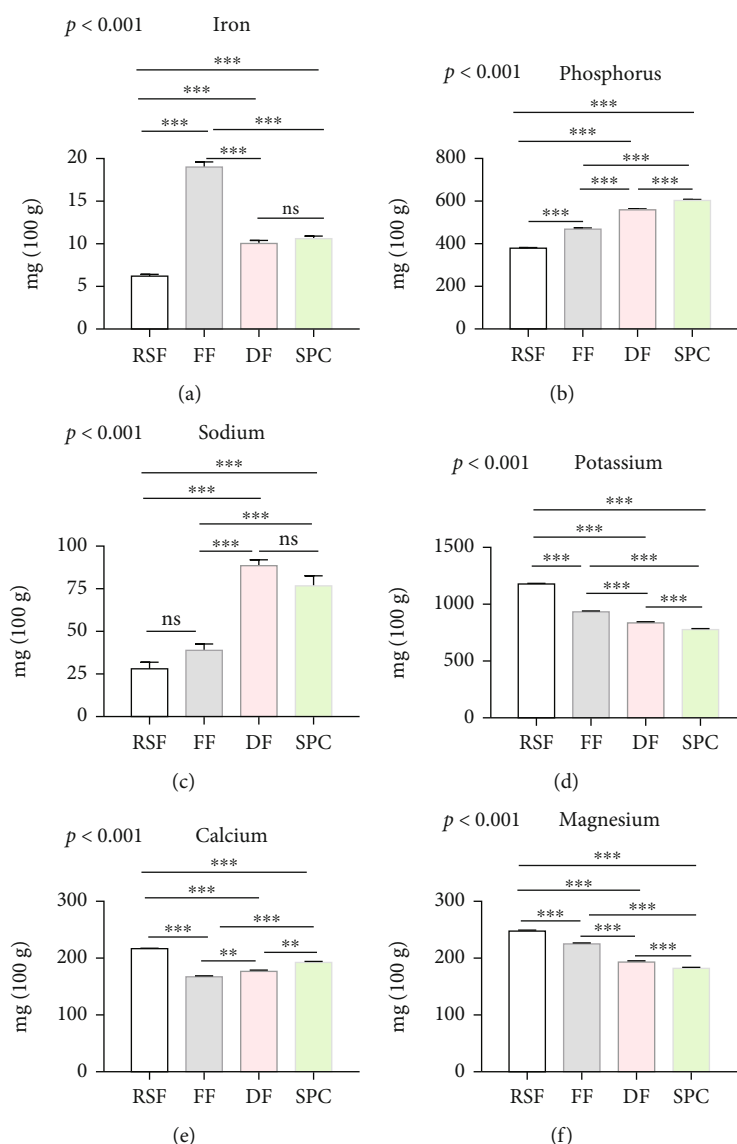 p < 0.001 Iron
***
***
*** ***
***
ns
20
15
10
5
0
mg (100 g)
RSF FF DF SPC
(a)
p < 0.001 Phosphorus
***
***
***
*** ***
***
800
600
400
200
0
mg (100 g)
RSF FF DF SPC
(b)
p < 0.001 Sodium
***
***
***
*** ns
ns
100
75
50
25
0
mg (100 g)
RSF FF DF SPC
(c)
p < 0.001 Potassium
***
***
*** ***
***
***
1500
1000
500
0
mg (100 g)
RSF FF DF SPC
(d)
p < 0.001 Calcium
***
***
*** ***
** **
300
200
100
0
mg (100 g)
RSF FF DF SPC
(e)
p < 0.001 Magnesium
***
***
*** ***
***
***
300
200
100
0
mg (100 g)
RSF FF DF SPC
(f)